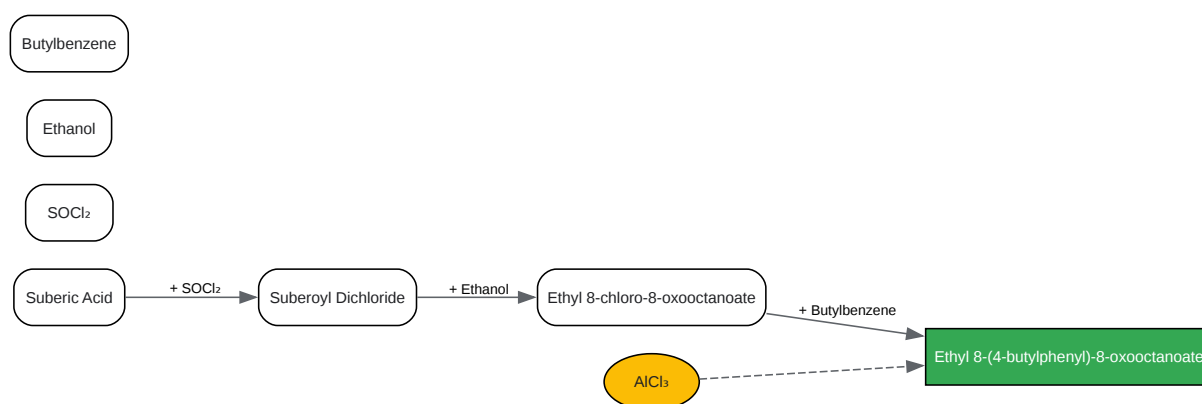 Butylbenzene
Ethanol
SOCl₂
Suberic Acid
+ SOCl₂
Suberoyl Dichloride
+ Ethanol
Ethyl 8-chloro-8-oxooctanoate
+ Butylbenzene
Ethyl 8-(4-butylphenyl)-8-oxooctanoate
AlCl₃